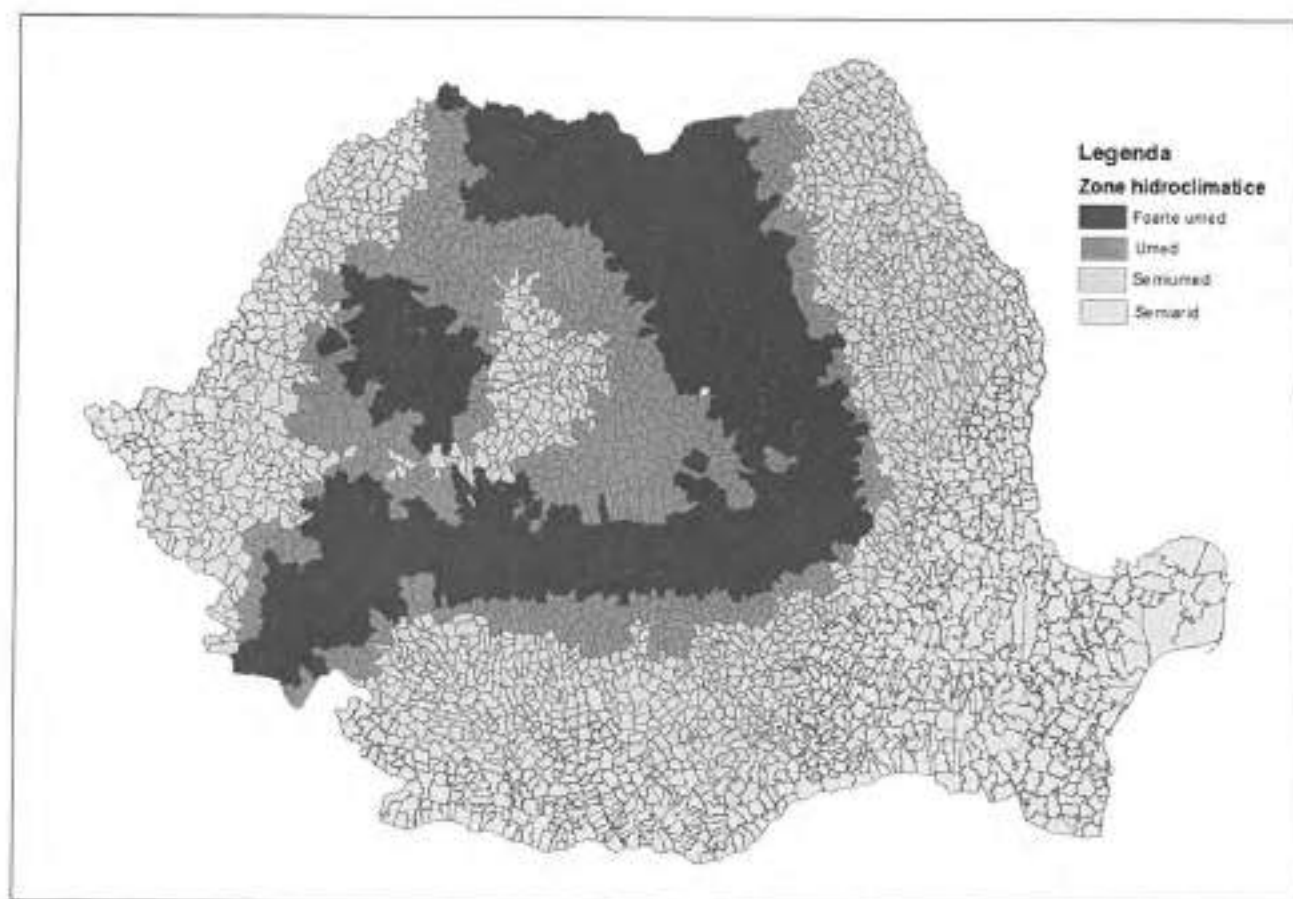 Legenda
Zone hidroclimatice
Foarte umed
Umed
Semiumed
Semiarid